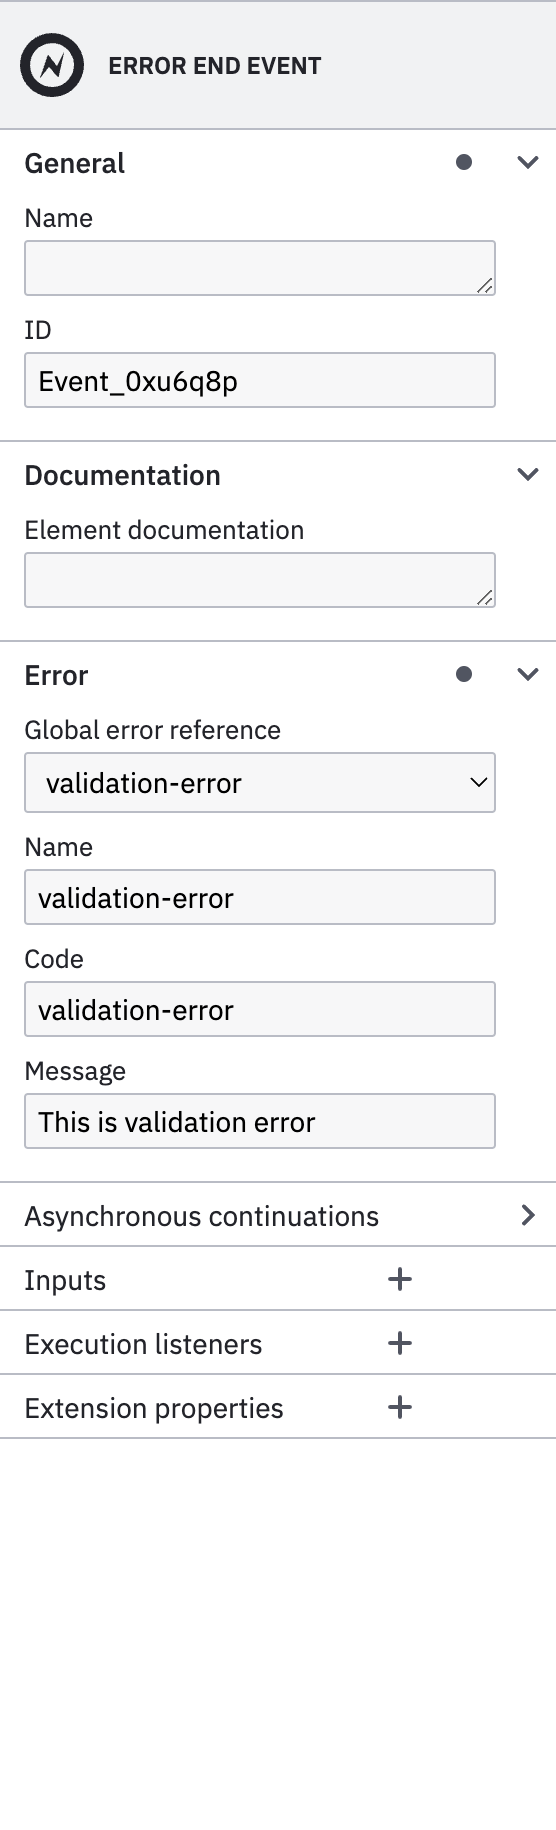 ERROR END EVENT
General
Name
ID
Event_0xu6q8p
Documentation
Element documentation
Error
Global error reference
validation-error
Name
validation-error
Code
validation-error
Message
This is validation error
Asynchronous continuations
Inputs
Execution listeners
Extension properties